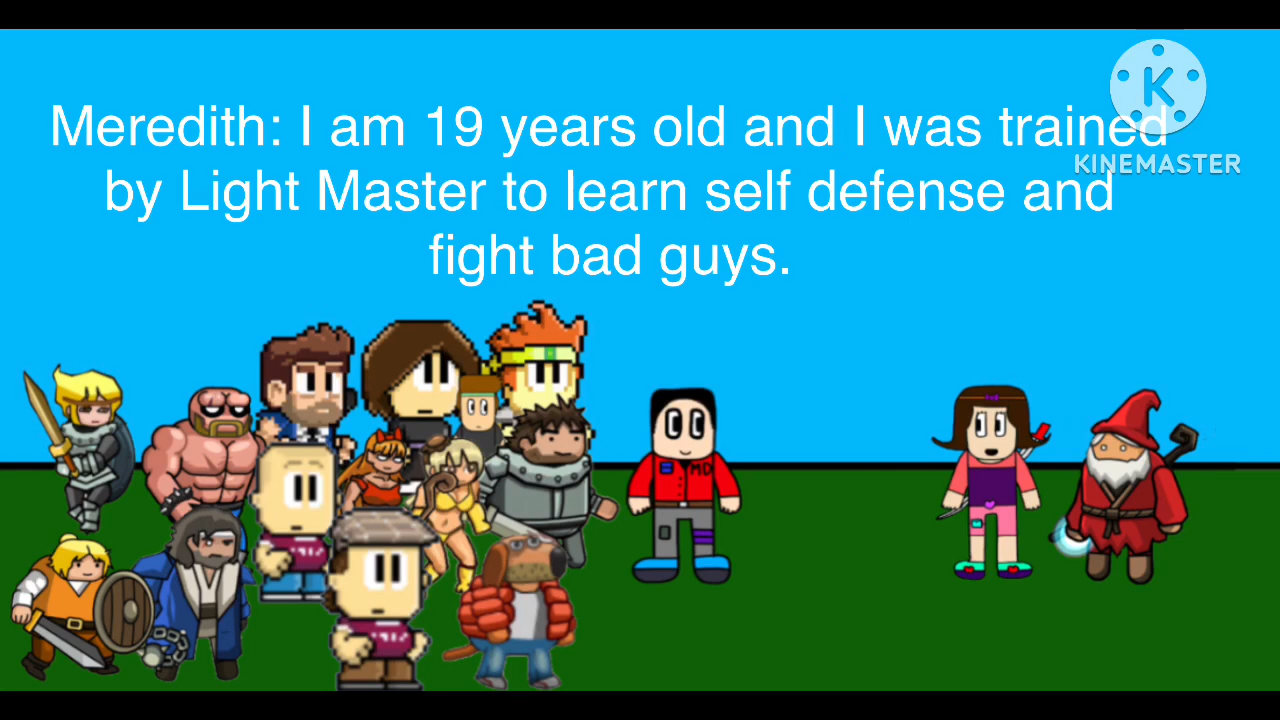 Meredith: I am 19 years old and I was trained
by Light Master to learn self defense and
fight bad guys.
K
KINEMASTER
MD